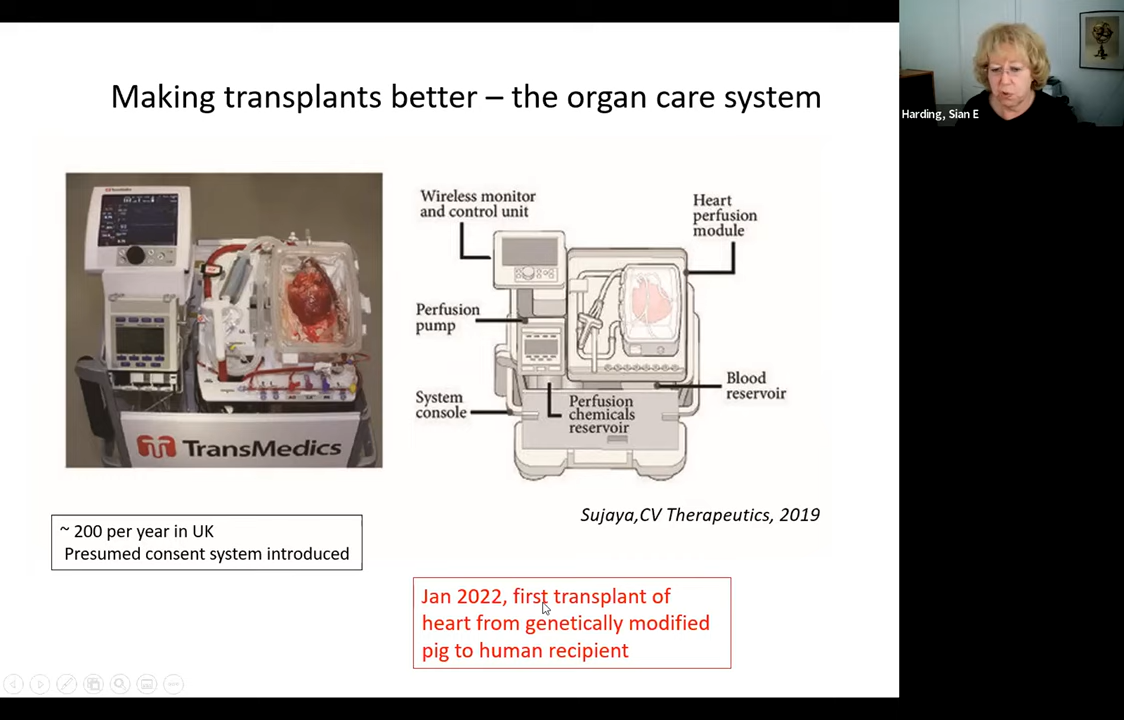 Making transplants better – the organ care system
Harding, Sian E
TransMedics
Wireless monitor
and control unit
Heart
perfusion
module
Perfusion
pump
System
console
Perfusion
chemicals
reservoir
Blood
reservoir
Sujaya,CV Therapeutics, 2019
~ 200 per year in UK
Presumed consent system introduced
Jan 2022, first transplant of
heart from genetically modified
pig to human recipient